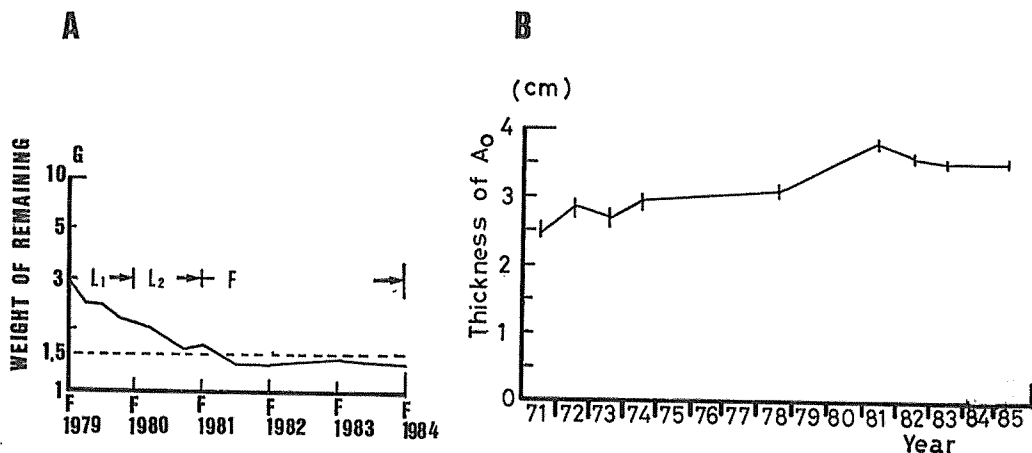 A
WEIGHT OF REMAINING
G
10
5
3
1,5
1
L₁ → L₂ → F →
F F F F F F
1979 1980 1981 1982 1983 1984
B
(cm)
Thickness of A₀
4
3
2
1
0
71 72 73 74 75 76 77 78 79 80 81 82 83 84 85
Year